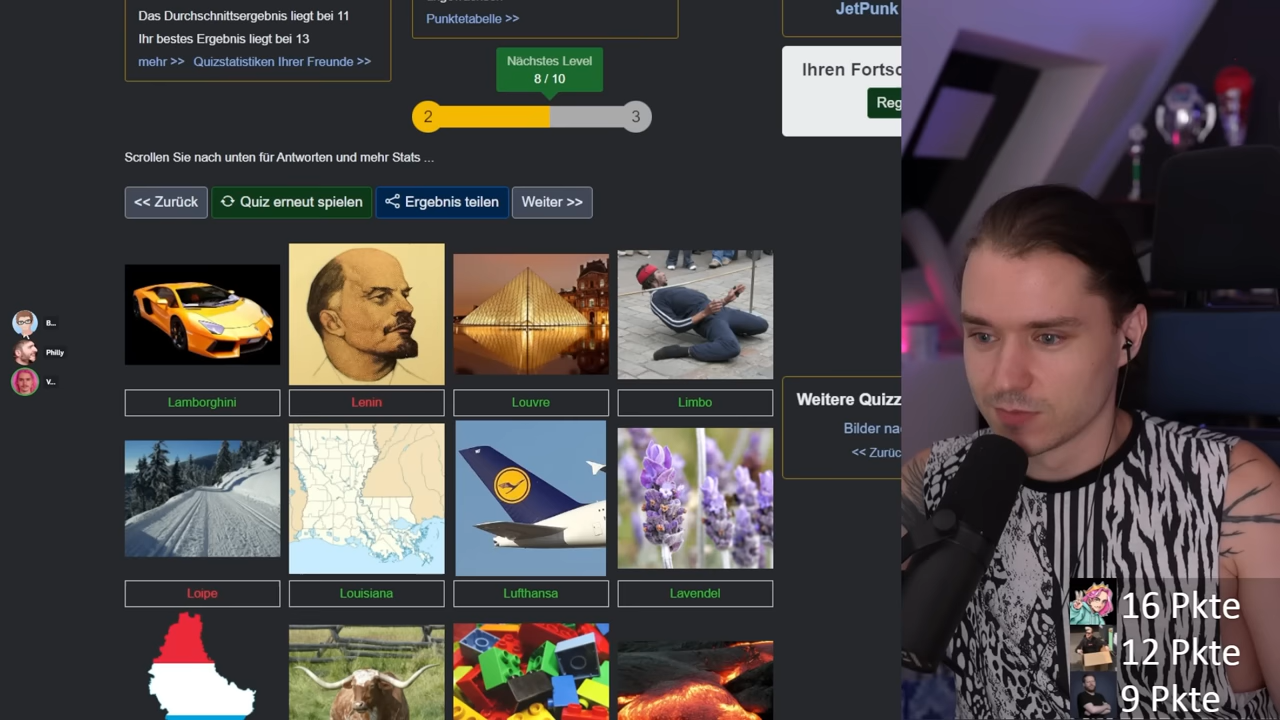 Das Durchschnittsergebnis liegt bei 11
Ihr bestes Ergebnis liegt bei 13
mehr >> Quizstatistiken Ihrer Freunde >>
Punktetabelle >>
JetPunk
Nächstes Level
8 / 10
2
3
Ihren Fortsc
Reg
Scrollen Sie nach unten für Antworten und mehr Stats ...
<< Zurück
Quiz erneut spielen
Ergebnis teilen
Weiter >>
Lamborghini
Lenin
Louvre
Limbo
B...
Philly
V...
Weitere Quizz
Bilder nac
<< Zurüc
Loipe
Louisiana
Lufthansa
Lavendel
16 Pkte
12 Pkte
9 Pkte